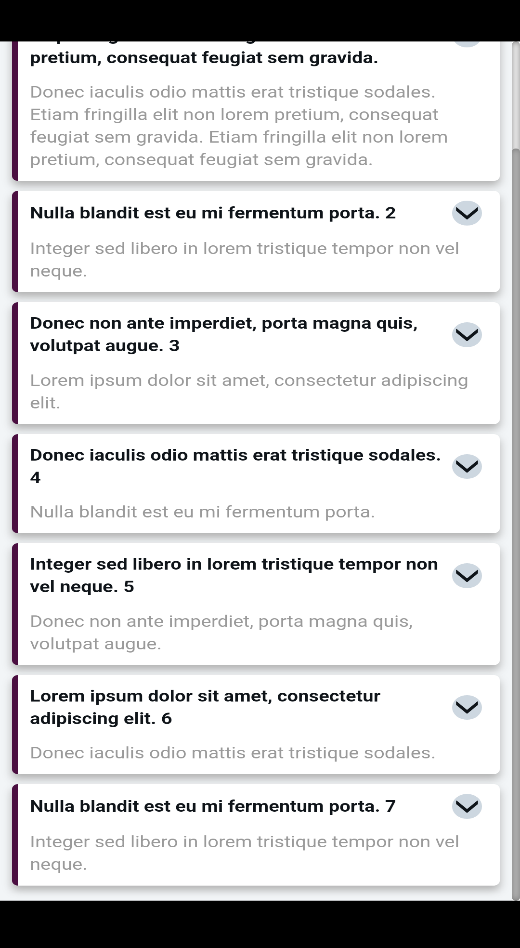 pretium, consequat feugiat sem gravida.
Donec iaculis odio mattis erat tristique sodales.
Etiam fringilla elit non lorem pretium, consequat
feugiat sem gravida. Etiam fringilla elit non lorem
pretium, consequat feugiat sem gravida.
Nulla blandit est eu mi fermentum porta. 2
Integer sed libero in lorem tristique tempor non vel
neque.
Donec non ante imperdiet, porta magna quis,
volutpat augue. 3
Lorem ipsum dolor sit amet, consectetur adipiscing
elit.
Donec iaculis odio mattis erat tristique sodales.
4
Nulla blandit est eu mi fermentum porta.
Integer sed libero in lorem tristique tempor non
vel neque. 5
Donec non ante imperdiet, porta magna quis,
volutpat augue.
Lorem ipsum dolor sit amet, consectetur
adipiscing elit. 6
Donec iaculis odio mattis erat tristique sodales.
Nulla blandit est eu mi fermentum porta. 7
Integer sed libero in lorem tristique tempor non vel
neque.